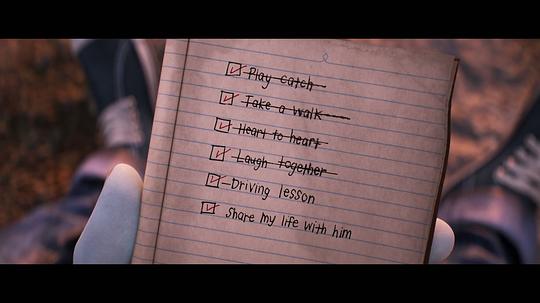 Play catch
Take a walk
Heart to heart
Laugh together
Driving lesson
Share my life with him